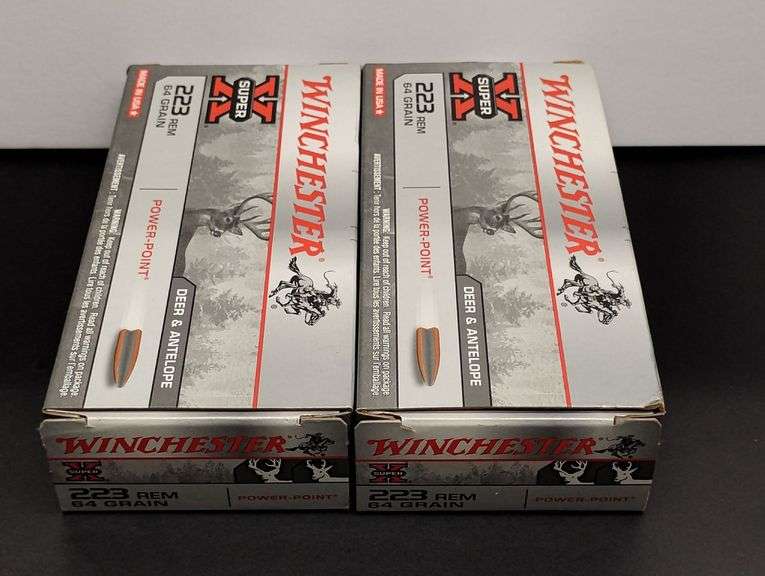 MADE IN USA
223 REM
64 GRAIN
SUPER
X
WINCHESTER
®
POWER-POINT®
DEER & ANTELOPE
WARNING: Keep out of reach of children. Read all warnings on package.
AVERTISSEMENT : Tenir hors de la portée des enfants. Lire tous les avertissements sur l'emballage.
WINCHESTER
SUPER
X
223 REM
64 GRAIN
POWER-POINT®
MADE IN USA
223 REM
64 GRAIN
SUPER
X
WINCHESTER
®
POWER-POINT®
DEER & ANTELOPE
WARNING: Keep out of reach of children. Read all warnings on package.
AVERTISSEMENT : Tenir hors de la portée des enfants. Lire tous les avertissements sur l'emballage.
WINCHESTER
SUPER
X
223 REM
64 GRAIN
POWER-POINT®